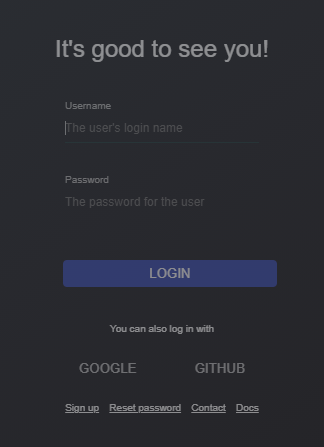 It's good to see you!
Username
The user's login name
Password
The password for the user
LOGIN
You can also log in with
GOOGLE GITHUB
Sign up Reset password Contact Docs